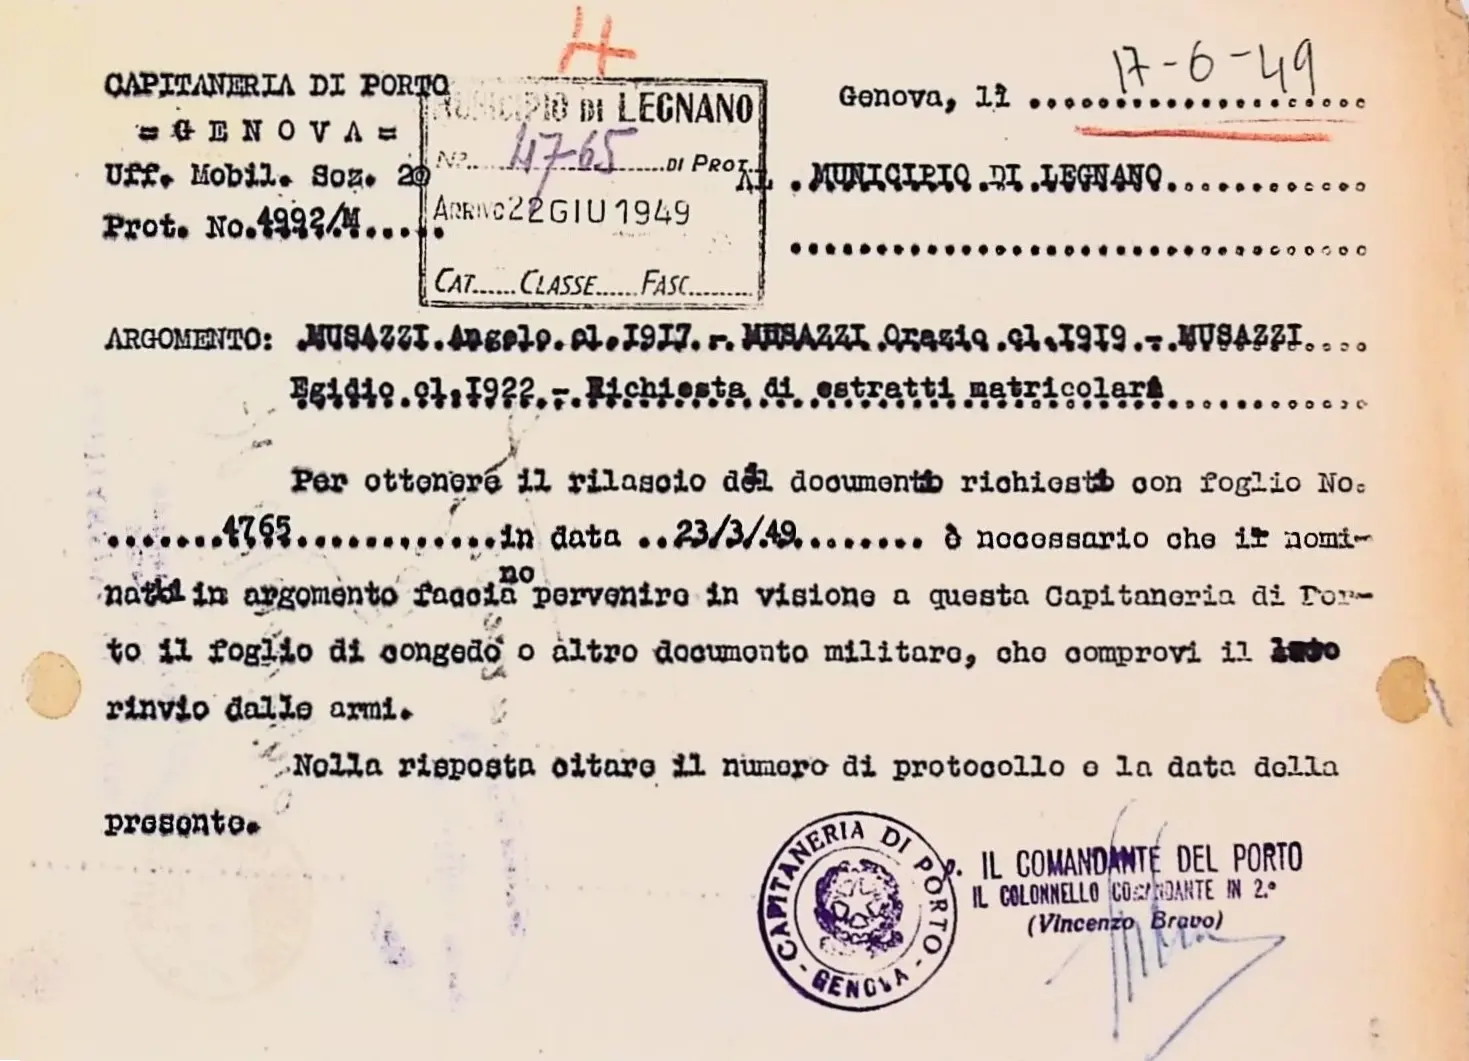 4
CAPITANERIA DI PORTO
=GENOVA=
Uff. Mobil. Sez. 2@
Prot. No.4992/M.....
MUNICIPIO DI LEGNANO
No... 4765 ...DI PROT.
ARRIVO 22 GIU 1949
CAT...... CLASSE...... FASC.........
Genova, lì 17-6-49
AL .MUNICIPIO.DI.LEGNANO.............
ARGOMENTO: .MUSAZZI.Angelo.cl.1917.-.MUSAZZI.Orazio.cl.1919.-.MUSAZZI....
Egidio.cl.1922.-.Richiesta.di.estratti.matricolari.............
Per ottenere il rilascio dei documenti richiesti con foglio No.
.......4765.............in data ..23/3/49........ è necessario che i nomi-
nati in argomento facciano pervenire in visione a questa Capitaneria di Por-
to il foglio di congedo o altro documento militare, che comprovi il
rinvio dalle armi.
Nella risposta citare il numero di protocollo e la data della
presente.
CAPITANERIA DI PORTO - GENOVA -
p. IL COMANDANTE DEL PORTO
IL COLONNELLO COMANDANTE IN 2.°
(Vincenzo Bravo)